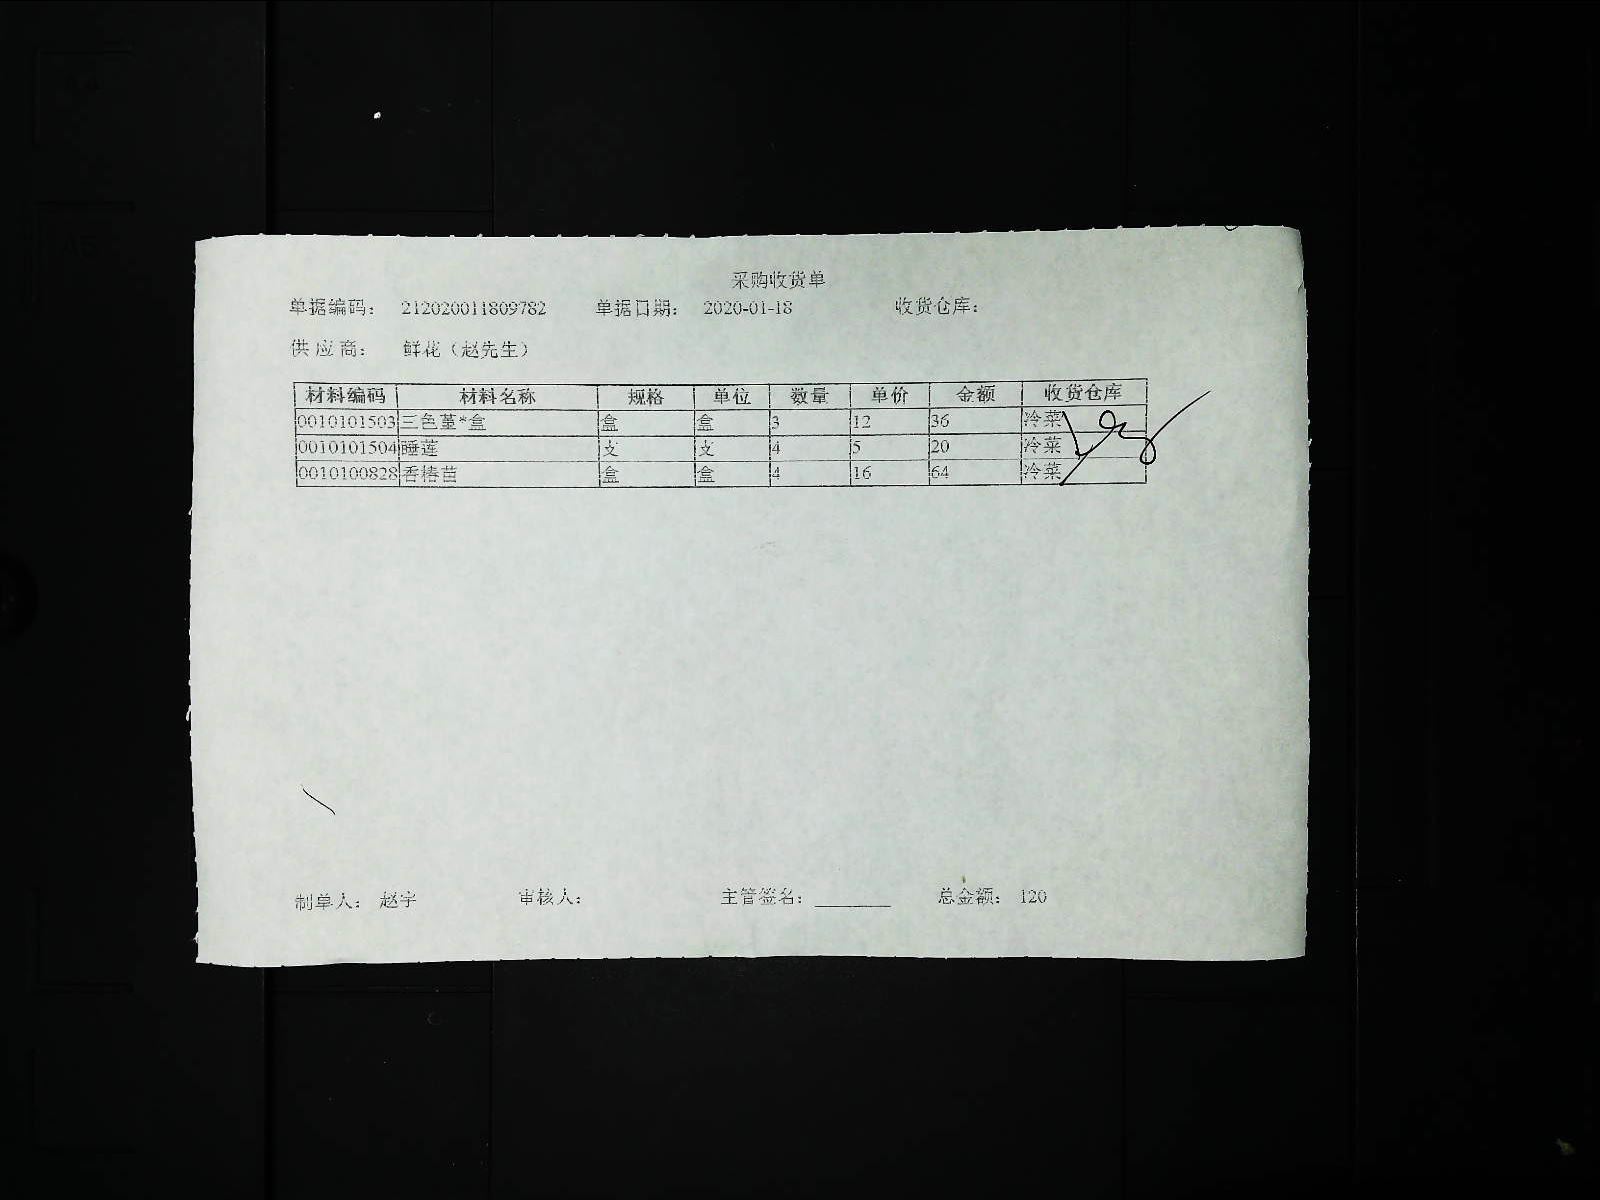 采购收货单
单据编码： 212020011809782 单据日期： 2020-01-18 收货仓库：
供应商： 鲜花（赵先生）
材料编码 材料名称 规格 单位 数量 单价 金额 收货仓库
0010101503 三色堇*盒 盒 盒 3 12 36 冷菜
0010101504 睡莲 支 支 4 5 20 冷菜
0010100828 香椿苗 盒 盒 4 16 64 冷菜
制单人： 赵宇 审核人： 主管签名： 总金额： 120